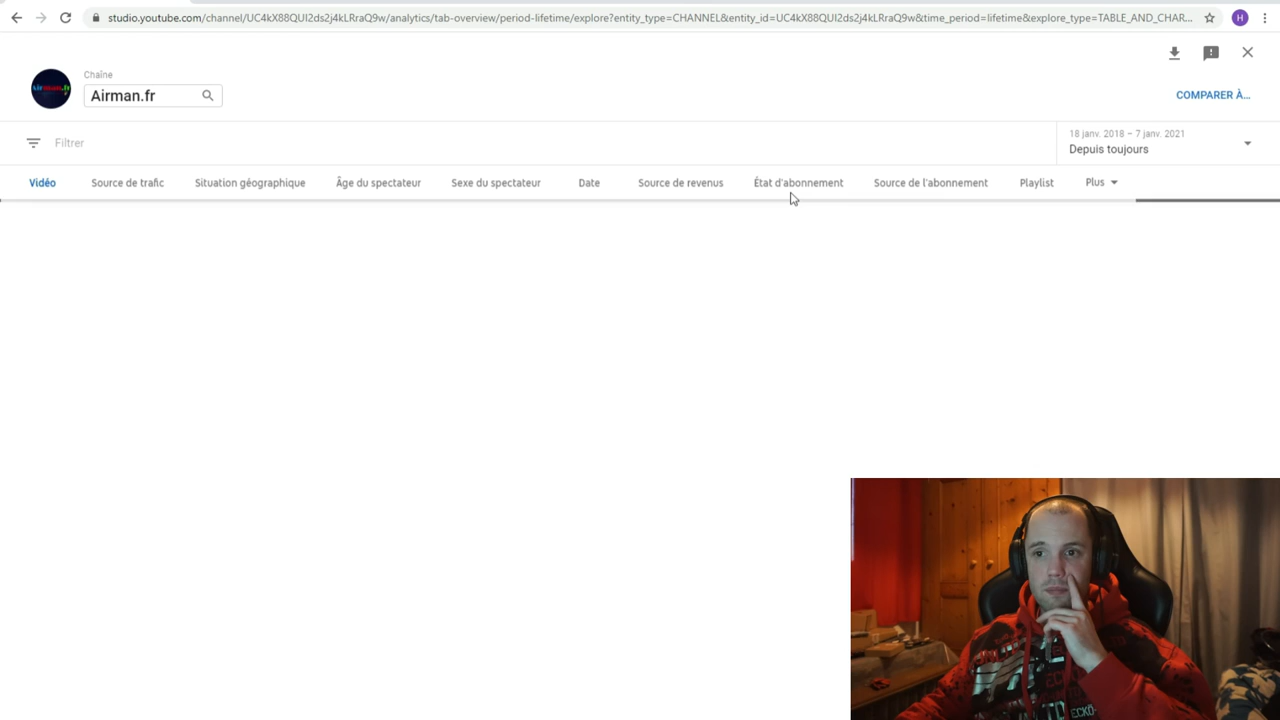 studio.youtube.com/channel/UC4kX88QUI2ds2j4kLRraQ9w/analytics/tab-overview/period-lifetime/explore?entity_type=CHANNEL&entity_id=UC4kX88QUI2ds2j4kLRraQ9w&time_period=lifetime&explore_type=TABLE_AND_CHAR...
H
Chaîne
Airman.fr
Airman.fr
COMPARER À...
Filtrer
18 janv. 2018 – 7 janv. 2021
Depuis toujours
Vidéo Source de trafic Situation géographique Âge du spectateur Sexe du spectateur Date Source de revenus État d'abonnement Source de l'abonnement Playlist Plus